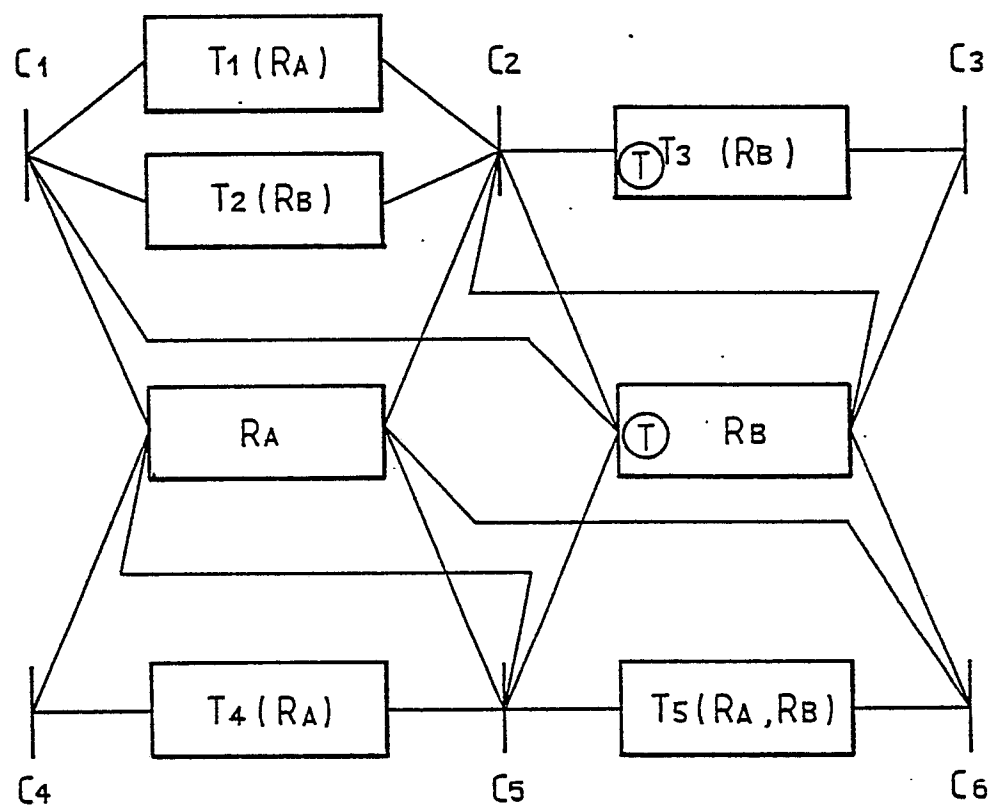 C1
T1 (RA)
C2
C3
T2 (RB)
T T3 (RB)
RA
T RB
T4 (RA)
T5 (RA, RB)
C4
C5
C6